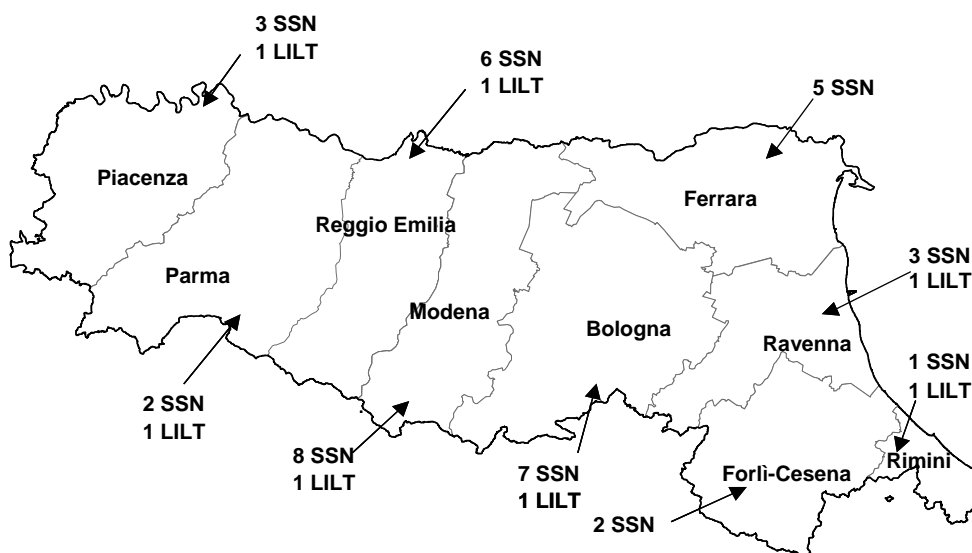 3 SSN
1 LILT
6 SSN
1 LILT
5 SSN
Piacenza
Ferrara
Reggio Emilia
3 SSN
1 LILT
Parma
Modena
Bologna
Ravenna
1 SSN
1 LILT
2 SSN
1 LILT
8 SSN
1 LILT
7 SSN
1 LILT
Forlì-Cesena
Rimini
2 SSN